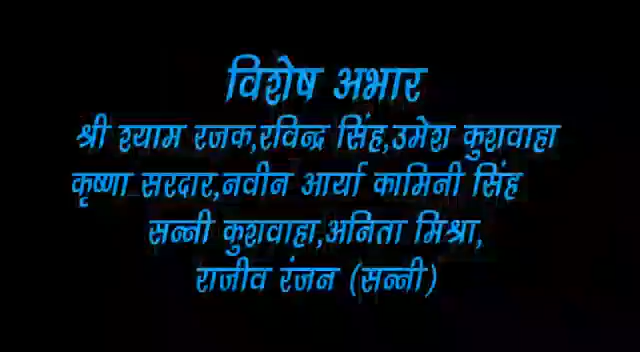 विशेष अभार
श्री श्याम रजक,रविन्द्र सिंह,उमेश कुशवाहा
कृष्णा सरदार,नवीन आर्या कामिनी सिंह
सन्नी कुशवाहा,अनिता मिश्रा,
राजीव रंजन (सन्नी)